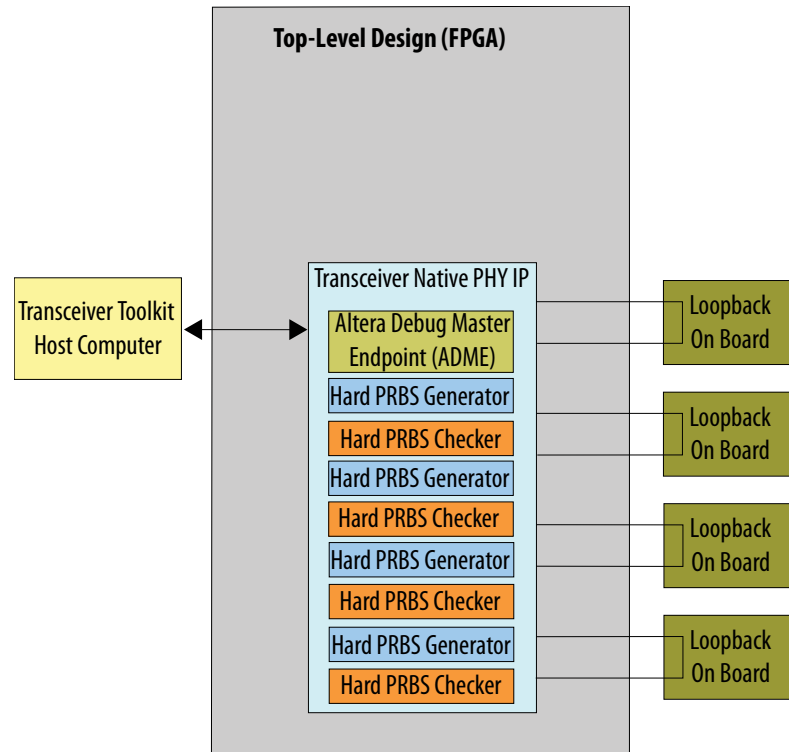 Top-Level Design (FPGA)
Transceiver Toolkit
Host Computer
Transceiver Native PHY IP
Altera Debug Master
Endpoint (ADME)
Hard PRBS Generator
Hard PRBS Checker
Hard PRBS Generator
Hard PRBS Checker
Hard PRBS Generator
Hard PRBS Checker
Hard PRBS Generator
Hard PRBS Checker
Loopback
On Board
Loopback
On Board
Loopback
On Board
Loopback
On Board